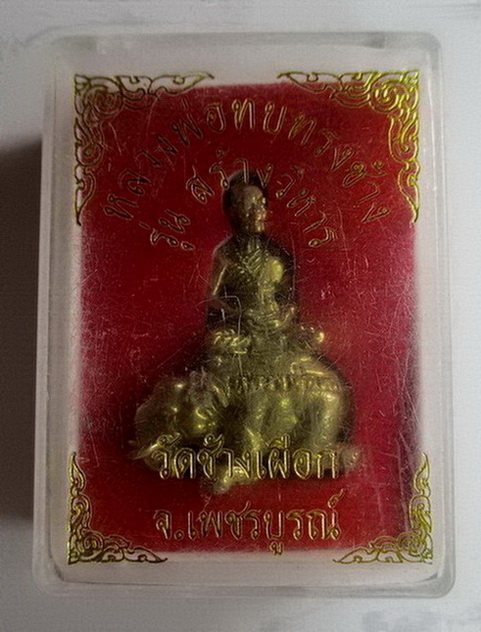 หลวงพ่อทบทรงช้าง
รุ่น สร้างวิหาร
วัดช้างเผือก
จ.เพชรบูรณ์